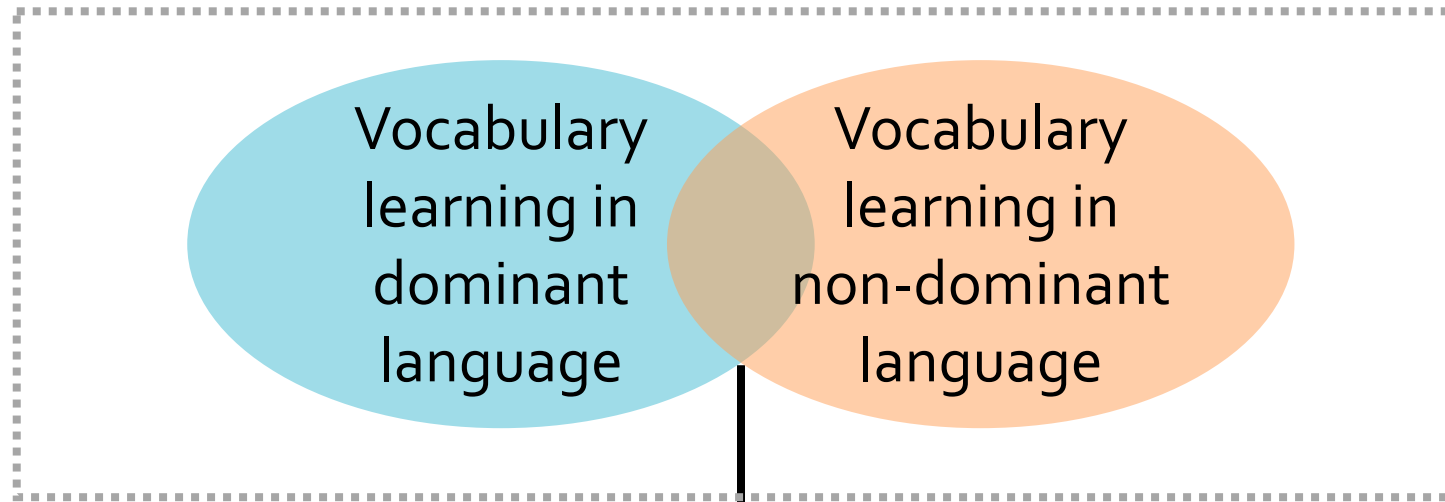 Vocabulary
learning in
dominant
language
Vocabulary
learning in
non-dominant
language